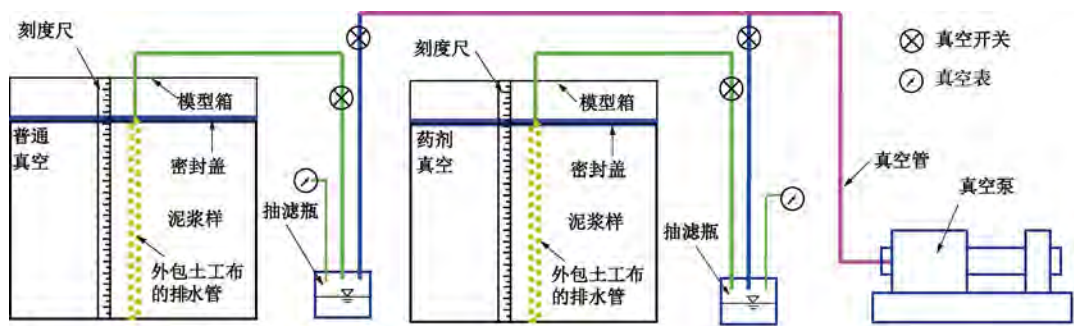 刻度尺
模型箱
普通
真空
密封盖
泥浆样
抽滤瓶
外包土工布
的排水管
刻度尺
模型箱
药剂
真空
密封盖
泥浆样
抽滤瓶
外包土工布
的排水管
真空开关
真空表
真空管
真空泵